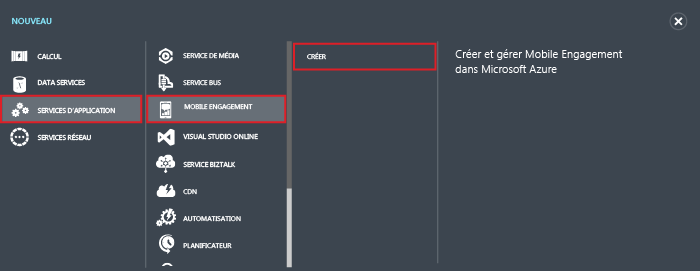 NOUVEAU
CALCUL
DATA SERVICES
SERVICES D'APPLICATION
SERVICES RÉSEAU
SERVICE DE MÉDIA
SERVICE BUS
MOBILE ENGAGEMENT
VISUAL STUDIO ONLINE
SERVICE BIZTALK
CDN
AUTOMATISATION
PLANIFICATEUR
CRÉER
Créer et gérer Mobile Engagement
dans Microsoft Azure